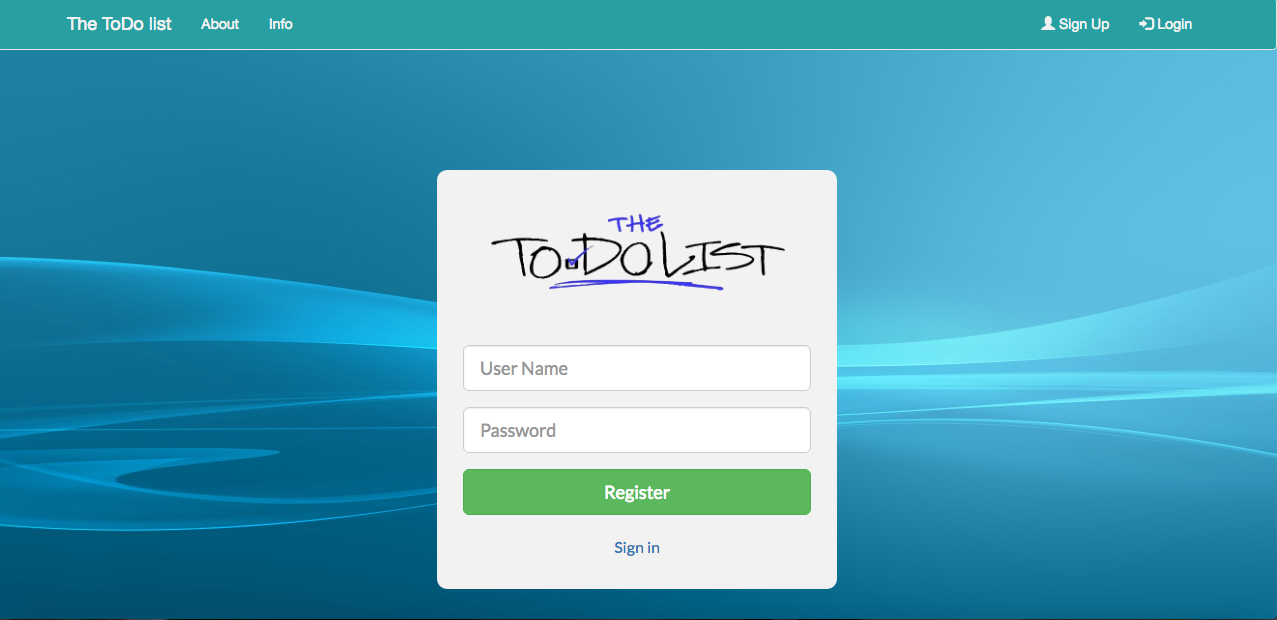 The ToDo list About Info Sign Up Login
THE
TO DO LIST
User Name
Password
Register
Sign in